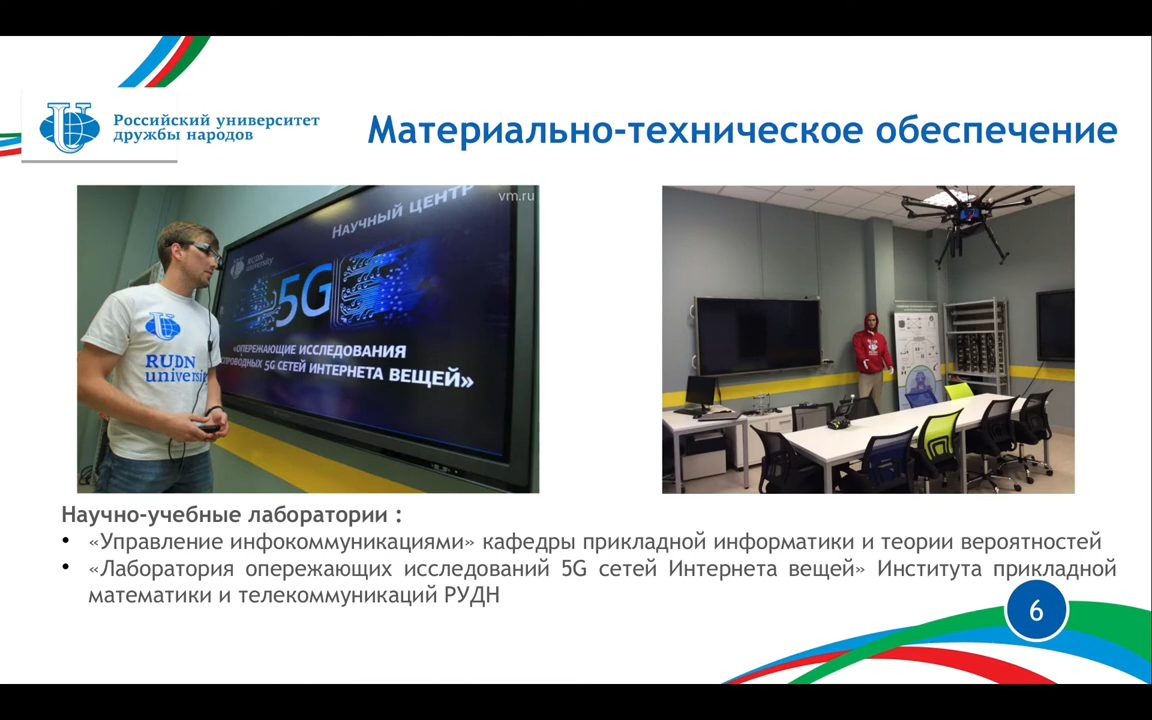 Российский университет
дружбы народов
Материально-техническое обеспечение
vm.ru
НАУЧНЫЙ ЦЕНТР
RUDN
university
5G
«ОПЕРЕЖАЮЩИЕ ИССЛЕДОВАНИЯ
5G СЕТЕЙ ИНТЕРНЕТА ВЕЩЕЙ»
RUDN
university
Научно-учебные лаборатории :
• «Управление инфокоммуникациями» кафедры прикладной информатики и теории вероятностей
• «Лаборатория опережающих исследований 5G сетей Интернета вещей» Института прикладной
математики и телекоммуникаций РУДН
6